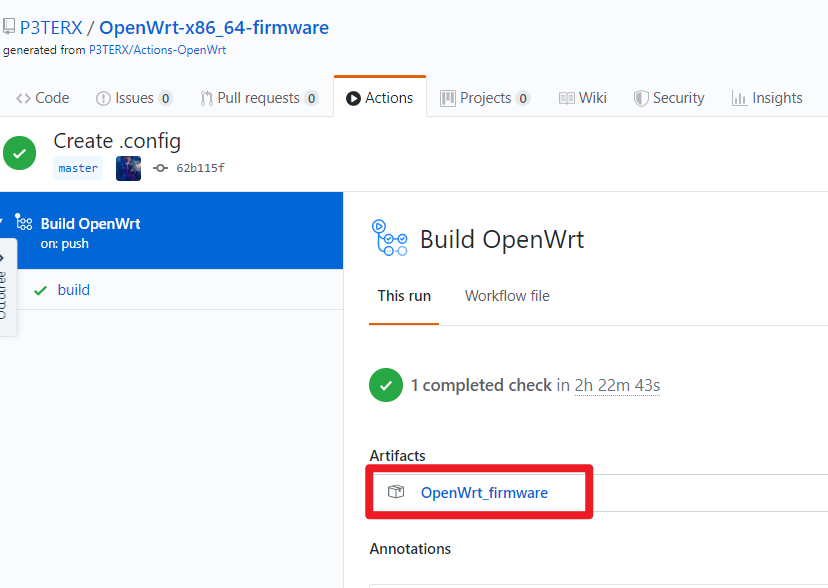 P3TERX / OpenWrt-x86_64-firmware
generated from P3TERX/Actions-OpenWrt
Code Issues 0 Pull requests 0 Actions Projects 0 Wiki Security Insights
Create .config
master 62b115f
Build OpenWrt
on: push
build
Build OpenWrt
This run Workflow file
1 completed check in 2h 22m 43s
Artifacts
OpenWrt_firmware
Annotations